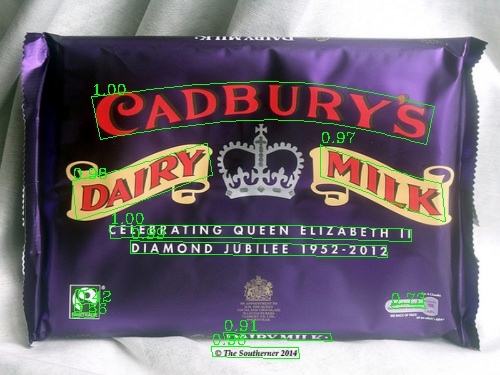 CADBURY'S
DAIRY MILK
CELEBRATING QUEEN ELIZABETH II
DIAMOND JUBILEE 1952-2012
DAIRY MILK
© The Southerner 2014